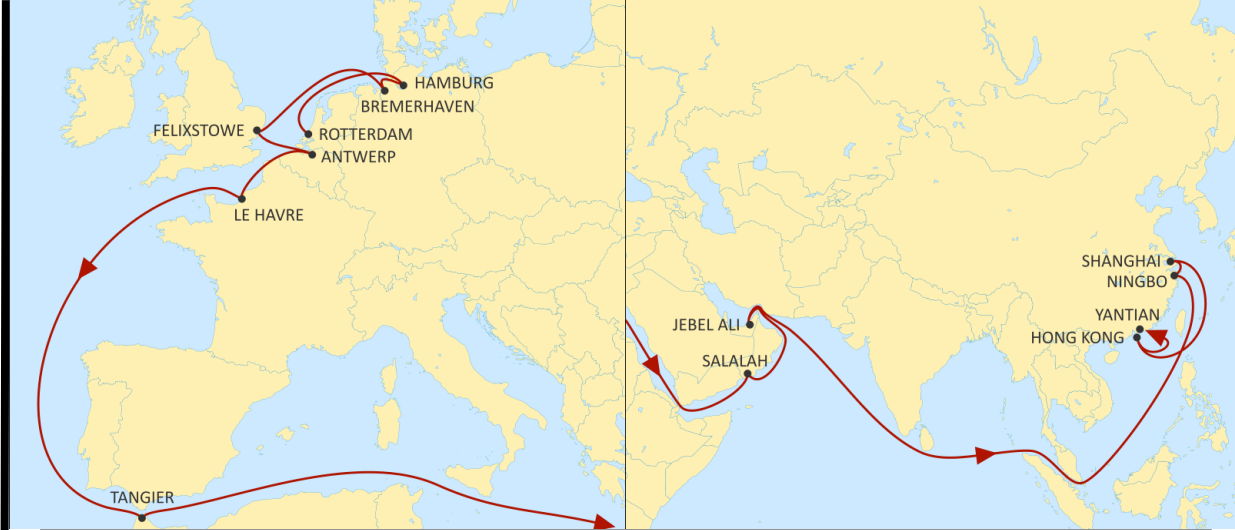 HAMBURG
BREMERHAVEN
FELIXSTOWE
ROTTERDAM
ANTWERP
LE HAVRE
TANGIER
SHANGHAI
NINGBO
YANTIAN
HONG KONG
JEBEL ALI
SALALAH